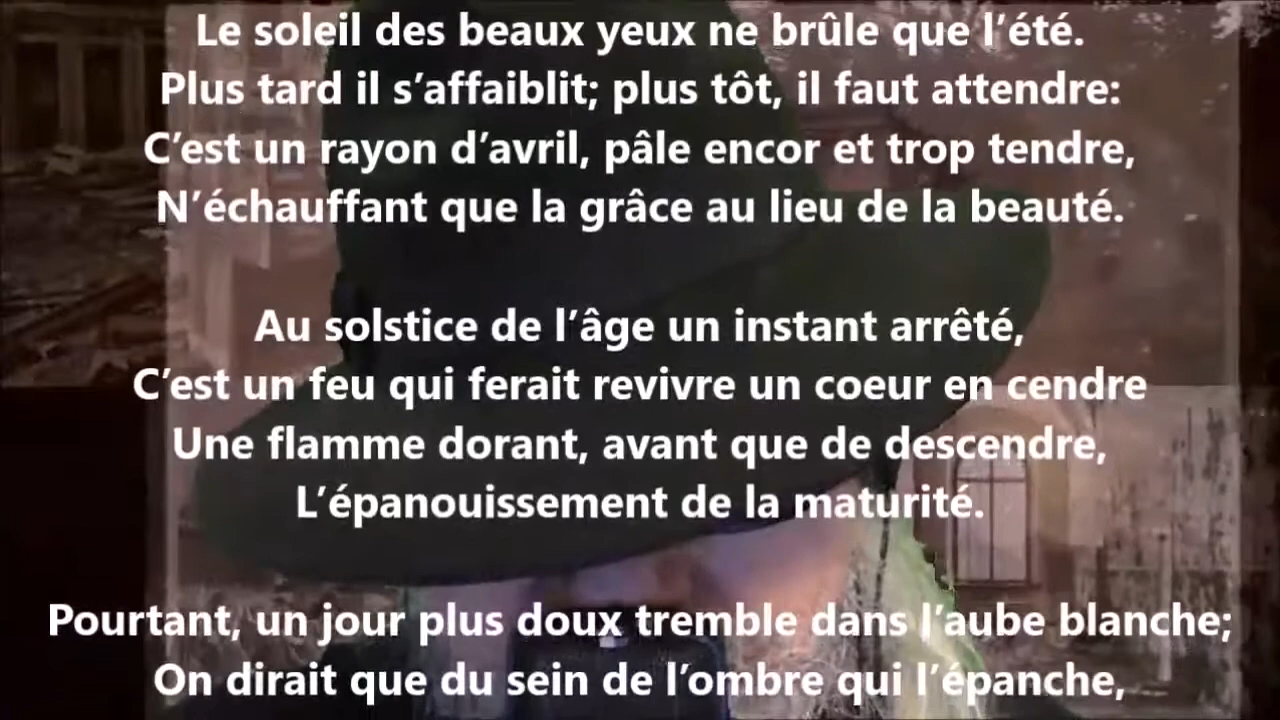 Le soleil des beaux yeux ne brûle que l’été.
Plus tard il s’affaiblit; plus tôt, il faut attendre:
C’est un rayon d’avril, pâle encor et trop tendre,
N’échauffant que la grâce au lieu de la beauté.
Au solstice de l’âge un instant arrêté,
C’est un feu qui ferait revivre un coeur en cendre
Une flamme dorant, avant que de descendre,
L’épanouissement de la maturité.
Pourtant, un jour plus doux tremble dans l’aube blanche;
On dirait que du sein de l’ombre qui l’épanche,